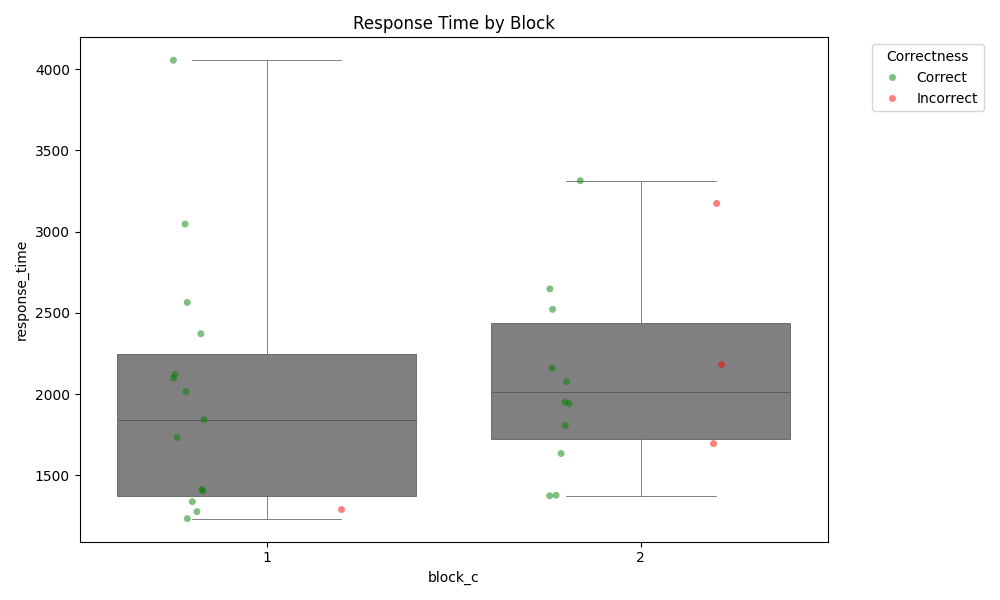 Response Time by Block
Correctness
Correct
Incorrect
4000
3500
3000
2500
2000
1500
response_time
1
2
block_c